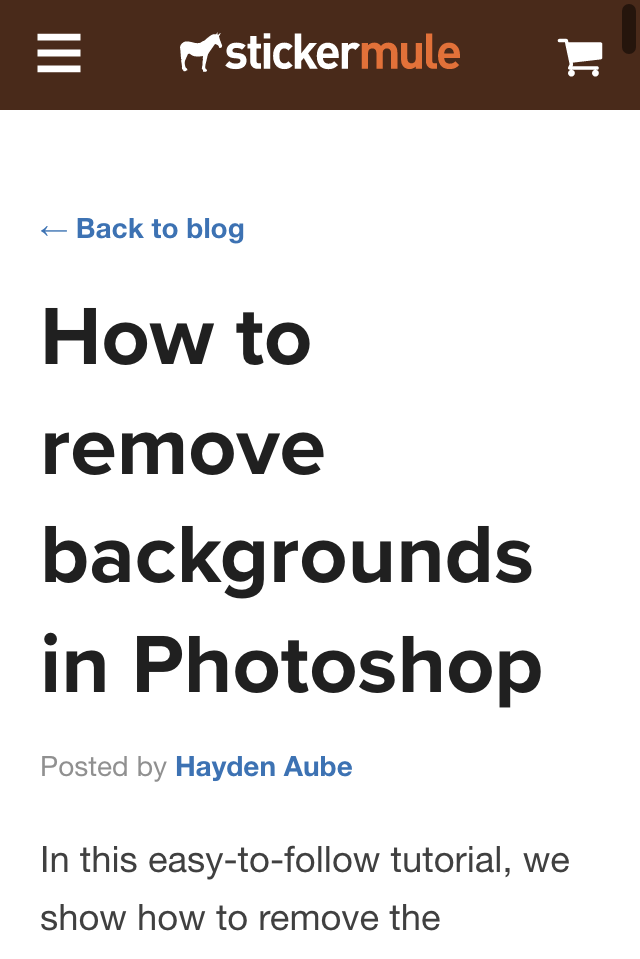 stickermule
← Back to blog
How to
remove
backgrounds
in Photoshop
Posted by Hayden Aube
In this easy-to-follow tutorial, we
show how to remove the